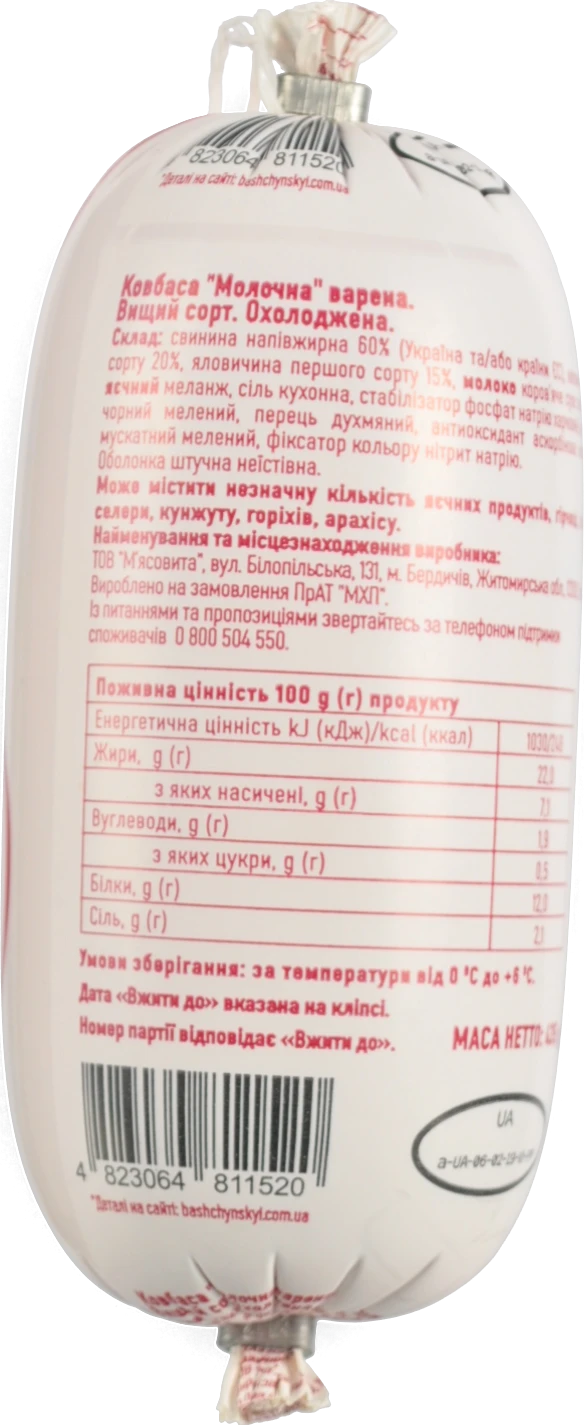 823064 811520
*Деталі на сайті: bashchynskyi.com.ua
Ковбаса "Молочна" варена.
Вищий сорт. Охолоджена.
Склад: свинина напівжирна 60% (Україна та/або країни ЄС),
сорту 20%, яловичина першого сорту 15%, молоко коров'яче
яєчний меланж, сіль кухонна, стабілізатор фосфат натрію
чорний мелений, перець духмяний, антиоксидант
мускатний мелений, фіксатор кольору нітрит натрію.
Оболонка штучна неїстівна.
Може містити незначну кількість яєчних продуктів,
селери, кунжуту, горіхів, арахісу.
Найменування та місцезнаходження виробника:
ТОВ "М'ясовита", вул. Білопільська, 131, м. Бердичів, Житомирська обл.,
Вироблено на замовлення ПрАТ "МХП".
Із питаннями та пропозиціями звертайтесь за телефоном підтримки
споживачів 0 800 504 550.
Поживна цінність 100 g (г) продукту
Енергетична цінність kJ (кДж)/kcal (ккал) 1030/248
Жири, g (г) 22,0
з яких насичені, g (г) 7,1
Вуглеводи, g (г) 1,9
з яких цукри, g (г) 0,5
Білки, g (г) 12,0
Сіль, g (г) 2,1
Умови зберігання: за температури від 0 °С до +6 °С.
Дата «Вжити до» вказана на кліпсі.
Номер партії відповідає «Вжити до».
МАСА НЕТТО:
UA
a-UA-06-02-19-
4 823064 811520
*Деталі на сайті: bashchynskyi.com.ua
Ковбаса